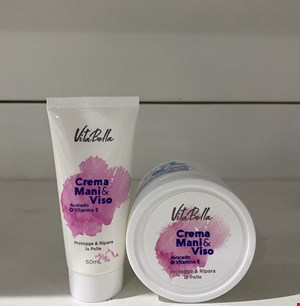 VitaBella
Crema
Mani &
Viso
Avocado
Vitamina E
Protegge & Ripara
la Pelle
60mL
VitaBella
Crema
Mani &
Viso
Avocado
Vitamina E
Protegge & Ripara
la Pelle